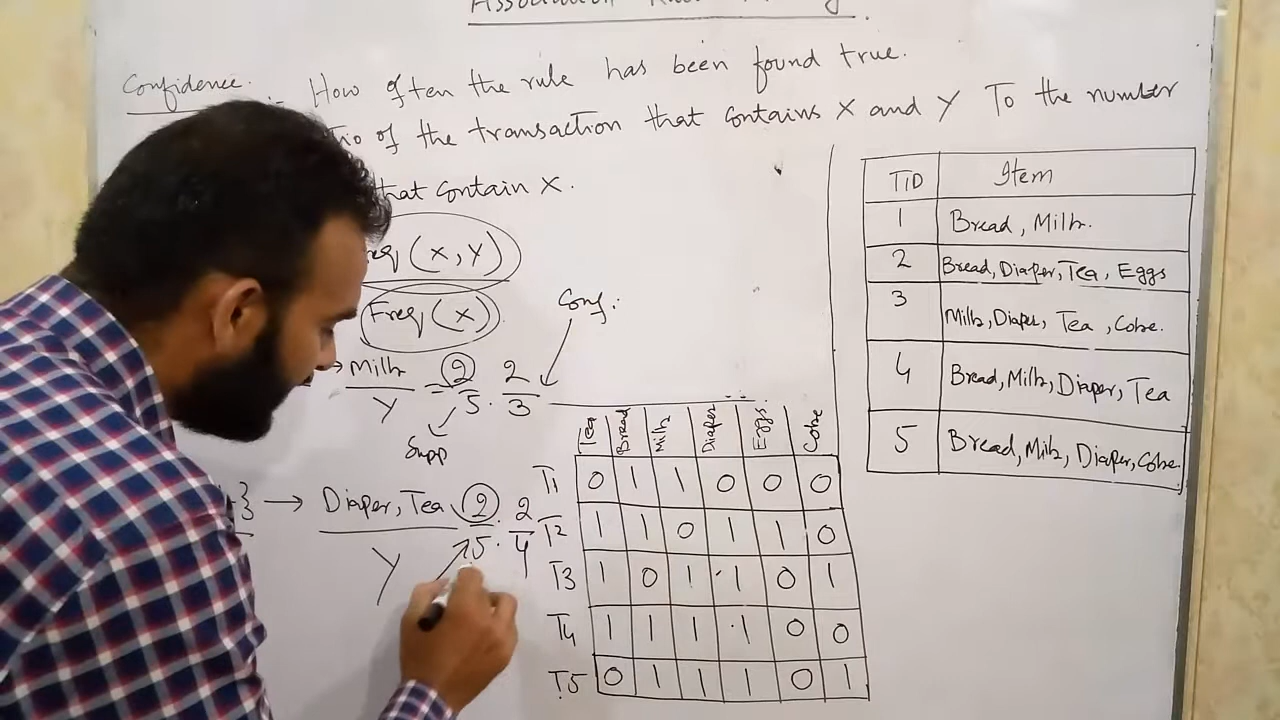 Confidence :- How often the rule has been found true.
of the transaction that contains X and Y To the number
that contain X.
Freq (X, Y)
Freq (X)
Conf:
→ Milk = 2 2
Y 5 . 3
Supp
} → Diaper, Tea 2 . 2
Y 5 4
TID Item
1 Bread, Milk.
2 Bread, Diaper, Tea, Eggs
3 Milk, Diaper, Tea, Coke.
4 Bread, Milk, Diaper, Tea
5 Bread, Milk, Diaper, Coke.
Tea Bread Milk Diaper Eggs Coke
T1 0 1 1 0 0 0
T2 1 1 0 1 1 0
T3 1 0 1 1 0 1
T4 1 1 1 1 0 0
T5 0 1 1 1 0 1